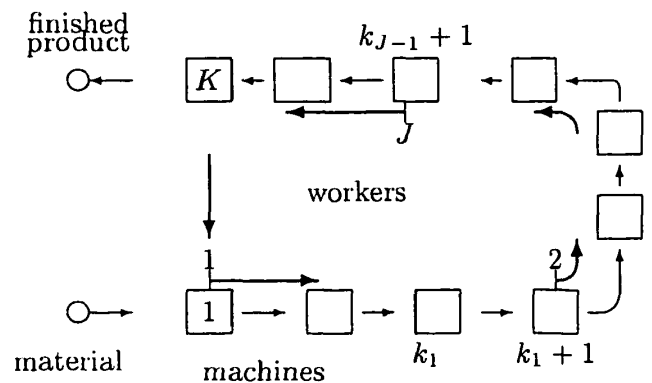 finished
product
k_{J−1} + 1
K
J
workers
1
2
1
k_1
k_1 + 1
material
machines